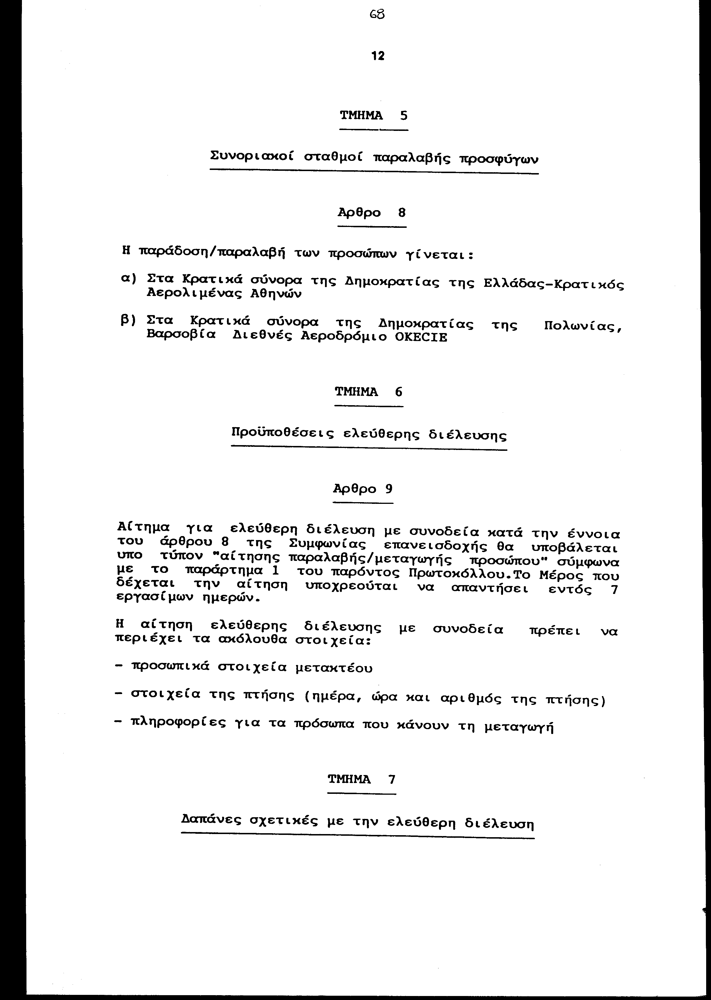 68
12
ΤΜΗΜΑ 5
Συνοριακοί σταθμοί παραλαβής προσφύγων
Αρθρο 8
Η παράδοση/παραλαβή των προσώπων γίνεται:
α) Στα Κρατικά σύνορα της Δημοκρατίας της Ελλάδας-Κρατικός
Αερολιμένας Αθηνών
β) Στα Κρατικά σύνορα της Δημοκρατίας της Πολωνίας,
Βαρσοβία Διεθνές Αεροδρόμιο OKECIE
ΤΜΗΜΑ 6
Προϋποθέσεις ελεύθερης διέλευσης
Αρθρο 9
Αίτημα για ελεύθερη διέλευση με συνοδεία κατά την έννοια
του άρθρου 8 της Συμφωνίας επανεισδοχής θα υποβάλεται
υπο τύπον "αίτησης παραλαβής/μεταγωγής προσώπου" σύμφωνα
με το παράρτημα 1 του παρόντος Πρωτοκόλλου.Το Μέρος που
δέχεται την αίτηση υποχρεούται να απαντήσει εντός 7
εργασίμων ημερών.
Η αίτηση ελεύθερης διέλευσης με συνοδεία πρέπει να
περιέχει τα ακόλουθα στοιχεία:
- προσωπικά στοιχεία μετακτέου
- στοιχεία της πτήσης (ημέρα, ώρα και αριθμός της πτήσης)
- πληροφορίες για τα πρόσωπα που κάνουν τη μεταγωγή
ΤΜΗΜΑ 7
Δαπάνες σχετικές με την ελεύθερη διέλευση